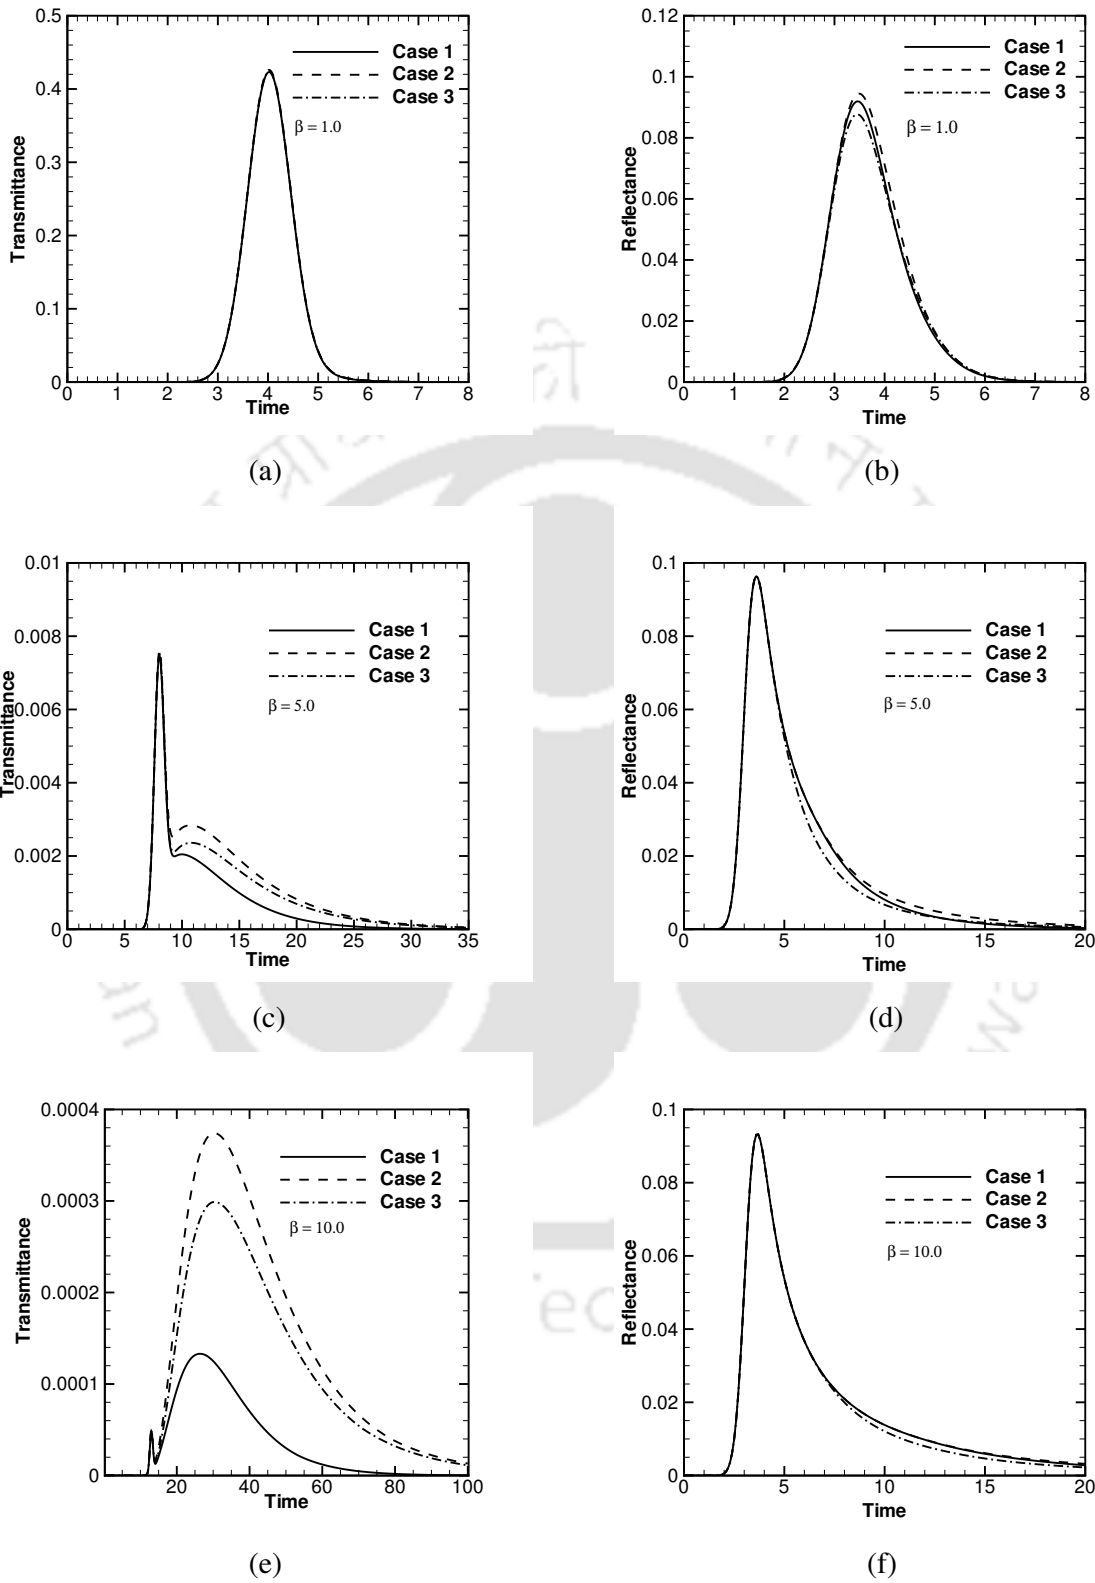 0.5
0.4
0.3
0.2
0.1
0
Transmittance
Case 1
Case 2
Case 3
β = 1.0
0 1 2 3 4 5 6 7 8
Time
(a)
0.12
0.1
0.08
0.06
0.04
0.02
0
Reflectance
Case 1
Case 2
Case 3
β = 1.0
0 1 2 3 4 5 6 7 8
Time
(b)
0.01
0.008
0.006
0.004
0.002
0
Transmittance
Case 1
Case 2
Case 3
β = 5.0
0 5 10 15 20 25 30 35
Time
(c)
0.1
0.08
0.06
0.04
0.02
0
Reflectance
Case 1
Case 2
Case 3
β = 5.0
0 5 10 15 20
Time
(d)
0.0004
0.0003
0.0002
0.0001
0
Transmittance
Case 1
Case 2
Case 3
β = 10.0
20 40 60 80 100
Time
(e)
0.1
0.08
0.06
0.04
0.02
0
Reflectance
Case 1
Case 2
Case 3
β = 10.0
0 5 10 15 20
Time
(f)